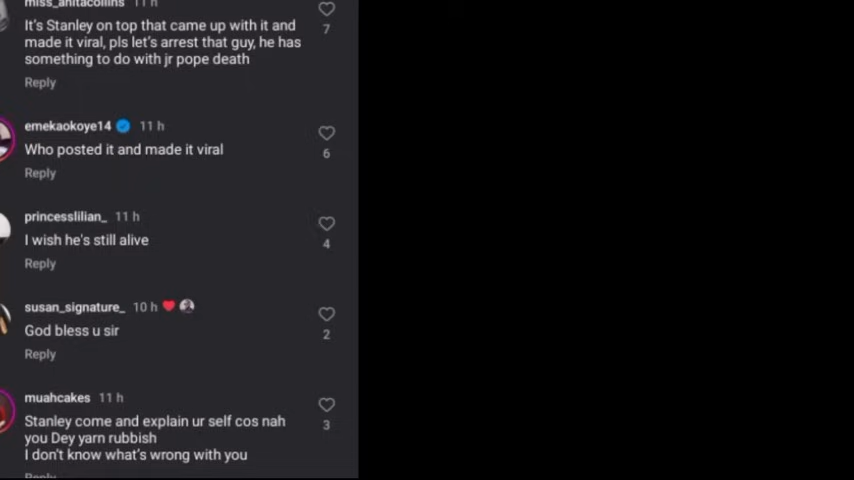 miss_anitacollins 11 h
It's Stanley on top that came up with it and
made it viral, pls let's arrest that guy, he has
something to do with jr pope death
7
Reply
emekaokoye14 11 h
Who posted it and made it viral
6
Reply
princesslilian_ 11 h
I wish he's still alive
4
Reply
susan_signature_ 10 h
God bless u sir
2
Reply
muahcakes 11 h
Stanley come and explain ur self cos nah
you Dey yarn rubbish
I don't know what's wrong with you
3
Reply